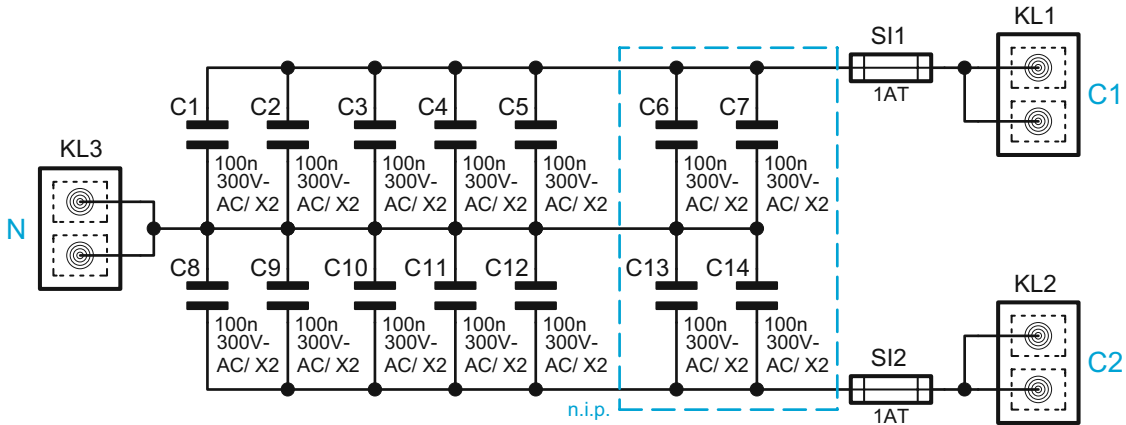 KL1
SI1
1AT
C1
C1
C2
C3
C4
C5
C6
C7
100n
300V-
AC/ X2
100n
300V-
AC/ X2
100n
300V-
AC/ X2
100n
300V-
AC/ X2
100n
300V-
AC/ X2
100n
300V-
AC/ X2
100n
300V-
AC/ X2
KL3
N
C8
C9
C10
C11
C12
C13
C14
100n
300V-
AC/ X2
100n
300V-
AC/ X2
100n
300V-
AC/ X2
100n
300V-
AC/ X2
100n
300V-
AC/ X2
100n
300V-
AC/ X2
100n
300V-
AC/ X2
KL2
SI2
1AT
C2
n.i.p.